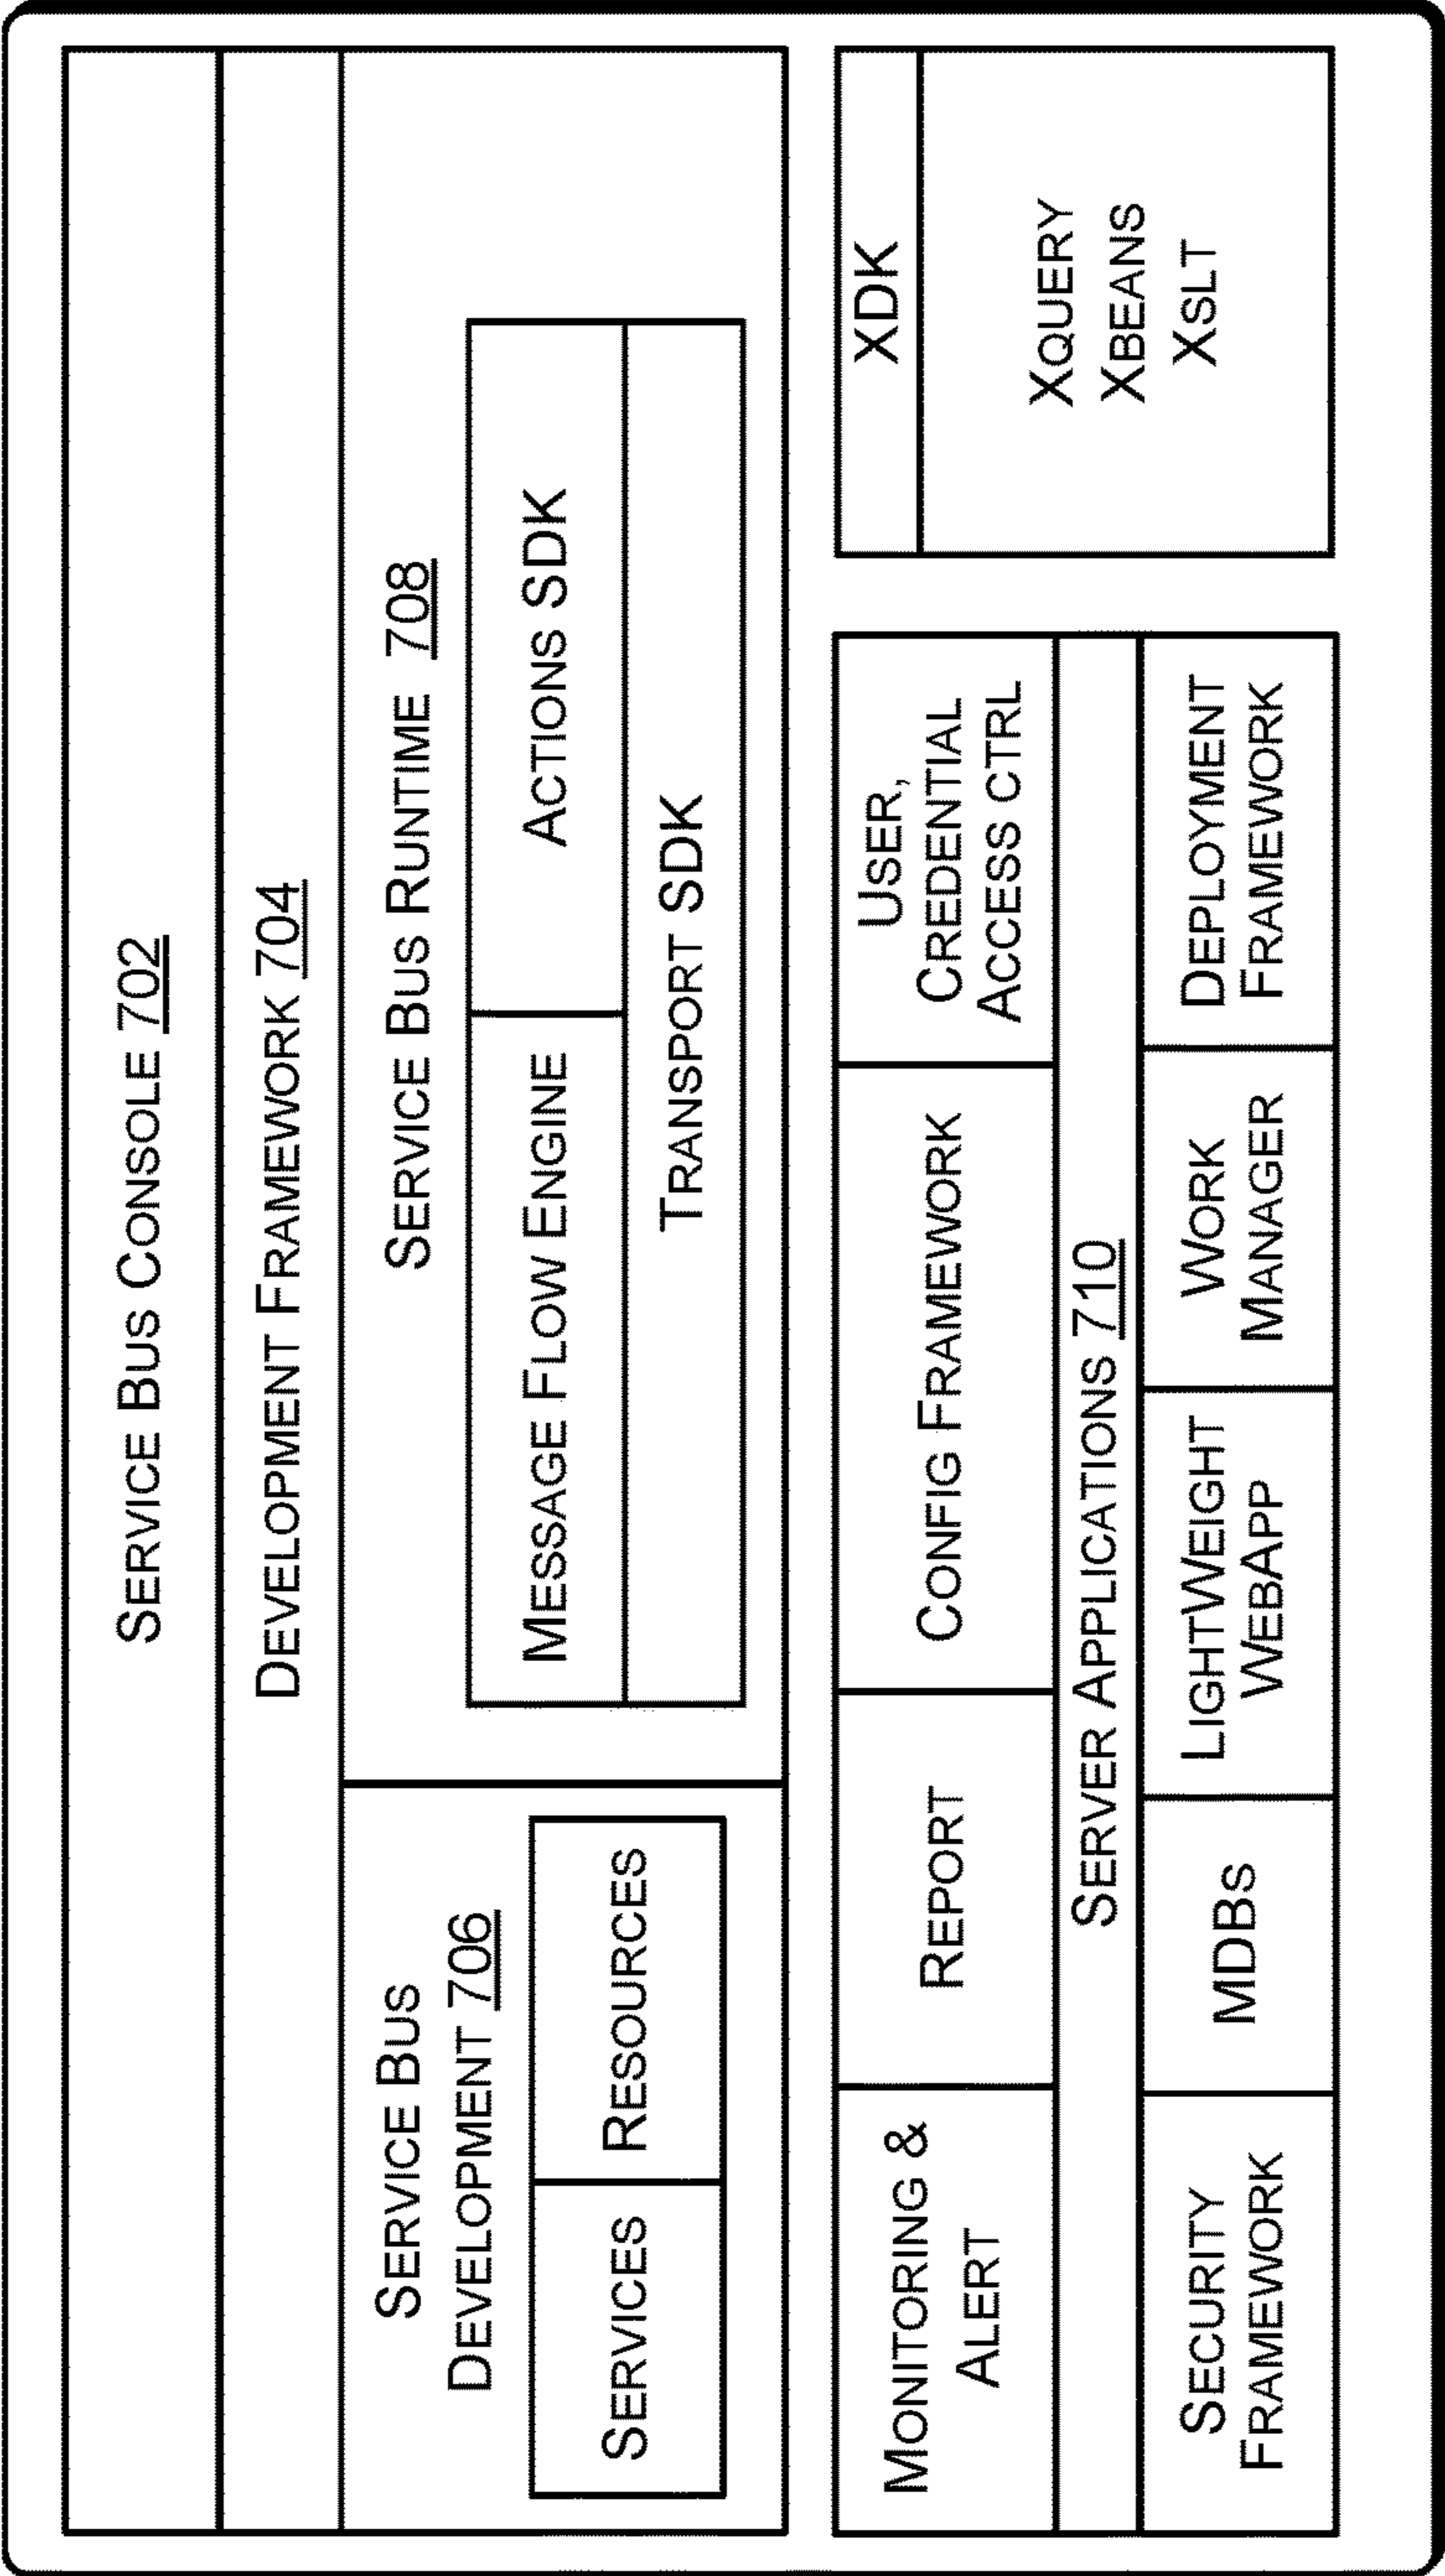 Service Bus Console 702
Development Framework 704
Service Bus
Development 706
Services
Resources
Service Bus Runtime 708
Message Flow Engine
Actions SDK
Transport SDK
Monitoring &
Alert
Report
Config Framework
User,
Credential
Access ctrl
Server Applications 710
Security
Framework
MDBs
LightWeight
WebApp
Work
Manager
Deployment
Framework
XDK
Xquery
Xbeans
Xslt